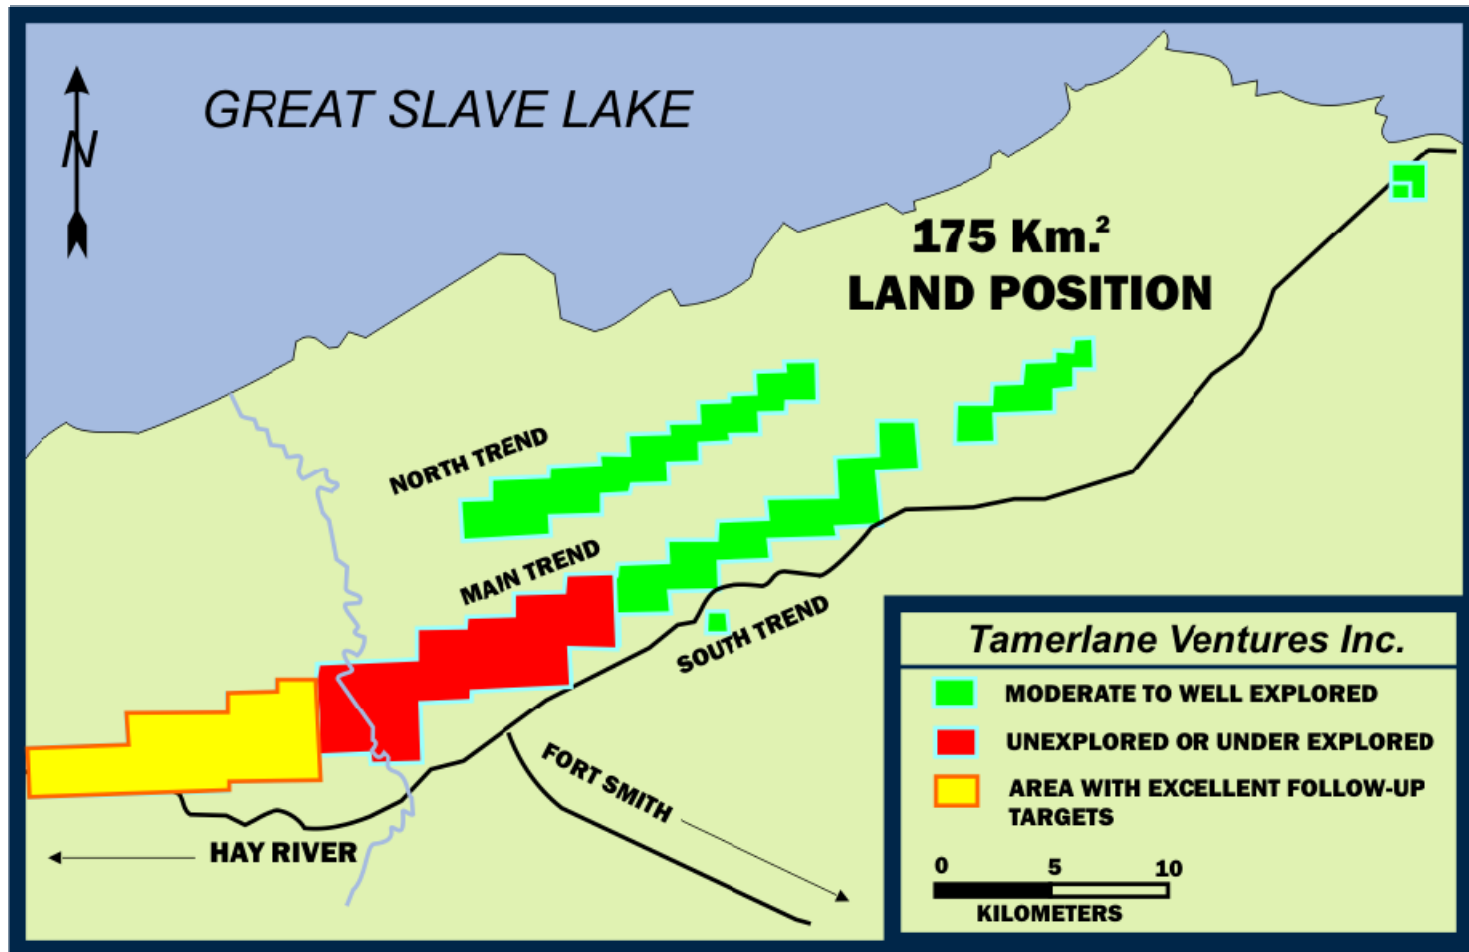 GREAT SLAVE LAKE
N
175 Km.²
LAND POSITION
NORTH TREND
MAIN TREND
SOUTH TREND
FORT SMITH
HAY RIVER
Tamerlane Ventures Inc.
MODERATE TO WELL EXPLORED
UNEXPLORED OR UNDER EXPLORED
AREA WITH EXCELLENT FOLLOW-UP
TARGETS
0 5 10
KILOMETERS